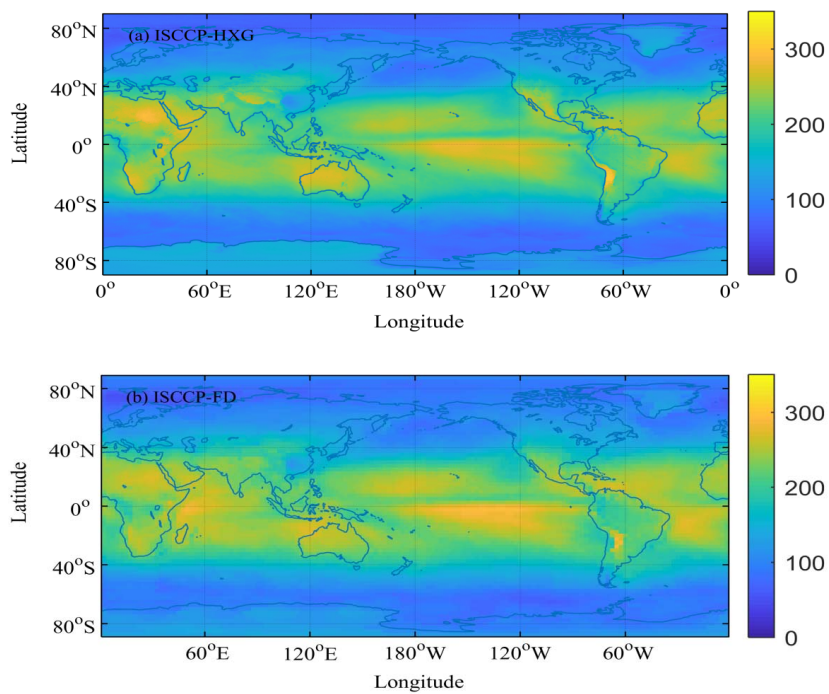 (a) ISCCP-HXG
80°N
40°N
0°
40°S
80°S
Latitude
0°
60°E
120°E
180°W
120°W
60°W
0°
Longitude
300
200
100
0
(b) ISCCP-FD
80°N
40°N
0°
40°S
80°S
Latitude
60°E
120°E
180°W
120°W
60°W
Longitude
300
200
100
0